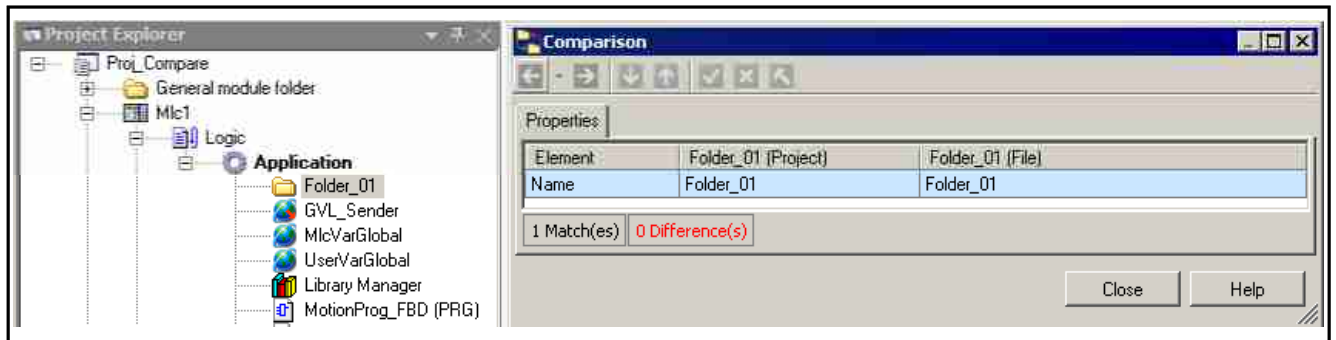 Project Explorer
Proj_Compare
General module folder
Mlc1
Logic
Application
Folder_01
GVL_Sender
MlcVarGlobal
UserVarGlobal
Library Manager
MotionProg_FBD (PRG)
Comparison
Properties
Element Folder_01 (Project) Folder_01 (File)
Name Folder_01 Folder_01
1 Match(es) 0 Difference(s)
Close Help